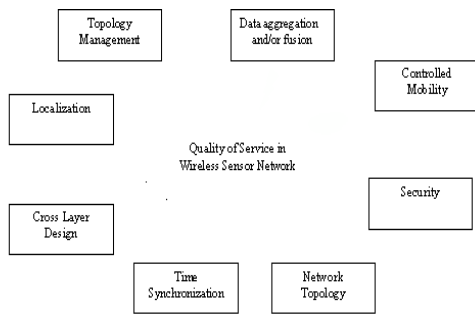 Topology
Management
Data aggregation
and/or fusion
Controlled
Mobility
Localization
Quality of Service in
Wireless Sensor Network
Security
Cross Layer
Design
Time
Synchronization
Network
Topology